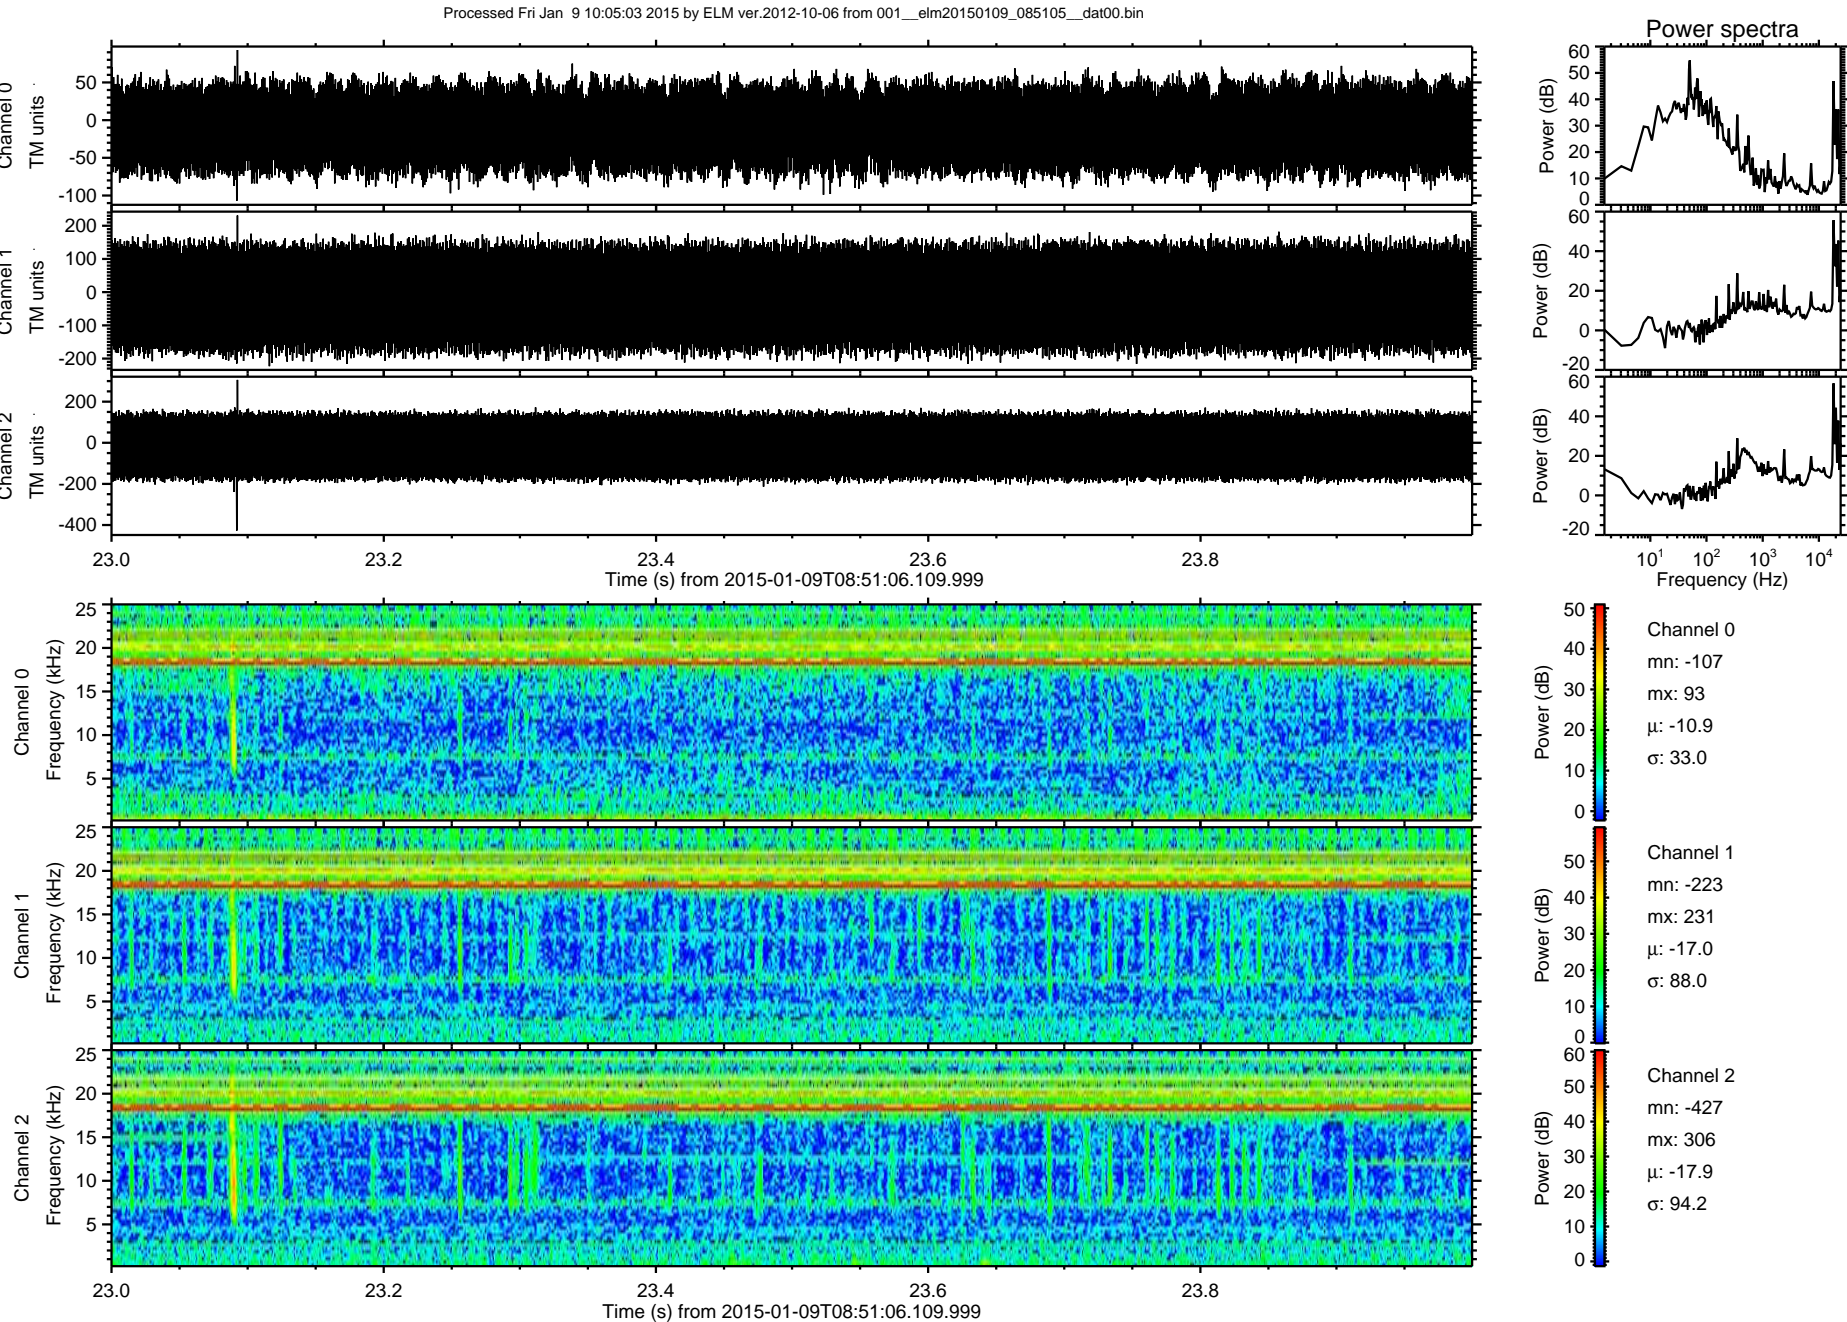 Processed Fri Jan  9 10:05:03 2015 by ELM ver.2012-10-06 from 001__elm20150109_085105__dat00.bin
Power spectra
Channel 0
TM units
50
0
-50
-100
Power (dB)
60
50
40
30
20
10
0
Channel 1
TM units
200
100
0
-100
-200
Power (dB)
60
40
20
0
-20
Channel 2
TM units
200
0
-200
-400
Power (dB)
60
40
20
0
-20
23.0 23.2 23.4 23.6 23.8
Time (s) from 2015-01-09T08:51:06.109.999
10¹ 10² 10³ 10⁴
Frequency (Hz)
Channel 0
Frequency (kHz)
25
20
15
10
5
Power (dB)
50
40
30
20
10
0
Channel 0
mn: -107
mx: 93
μ: -10.9
σ: 33.0
Channel 1
Frequency (kHz)
25
20
15
10
5
Power (dB)
50
40
30
20
10
0
Channel 1
mn: -223
mx: 231
μ: -17.0
σ: 88.0
Channel 2
Frequency (kHz)
25
20
15
10
5
Power (dB)
60
50
40
30
20
10
0
Channel 2
mn: -427
mx: 306
μ: -17.9
σ: 94.2
23.0 23.2 23.4 23.6 23.8
Time (s) from 2015-01-09T08:51:06.109.999